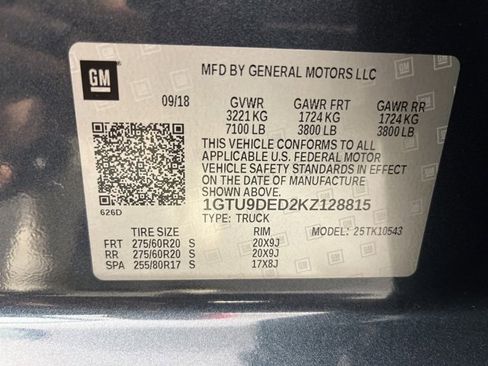 GM
MFD BY GENERAL MOTORS LLC
09/18 GVWR GAWR FRT GAWR RR
3221 KG 1724 KG 1724 KG
7100 LB 3800 LB 3800 LB
THIS VEHICLE CONFORMS TO ALL
APPLICABLE U.S. FEDERAL MOTOR
VEHICLE SAFETY STANDARDS IN EFFECT
ON THE DATE OF MANUFACTURE SHOWN
ABOVE.
626D 1GTU9DED2KZ128815
TYPE: TRUCK
TIRE SIZE RIM MODEL: 25TK10543
FRT 275/60R20 S 20X9J
RR 275/60R20 S 20X9J
SPA 255/80R17 S 17X8J